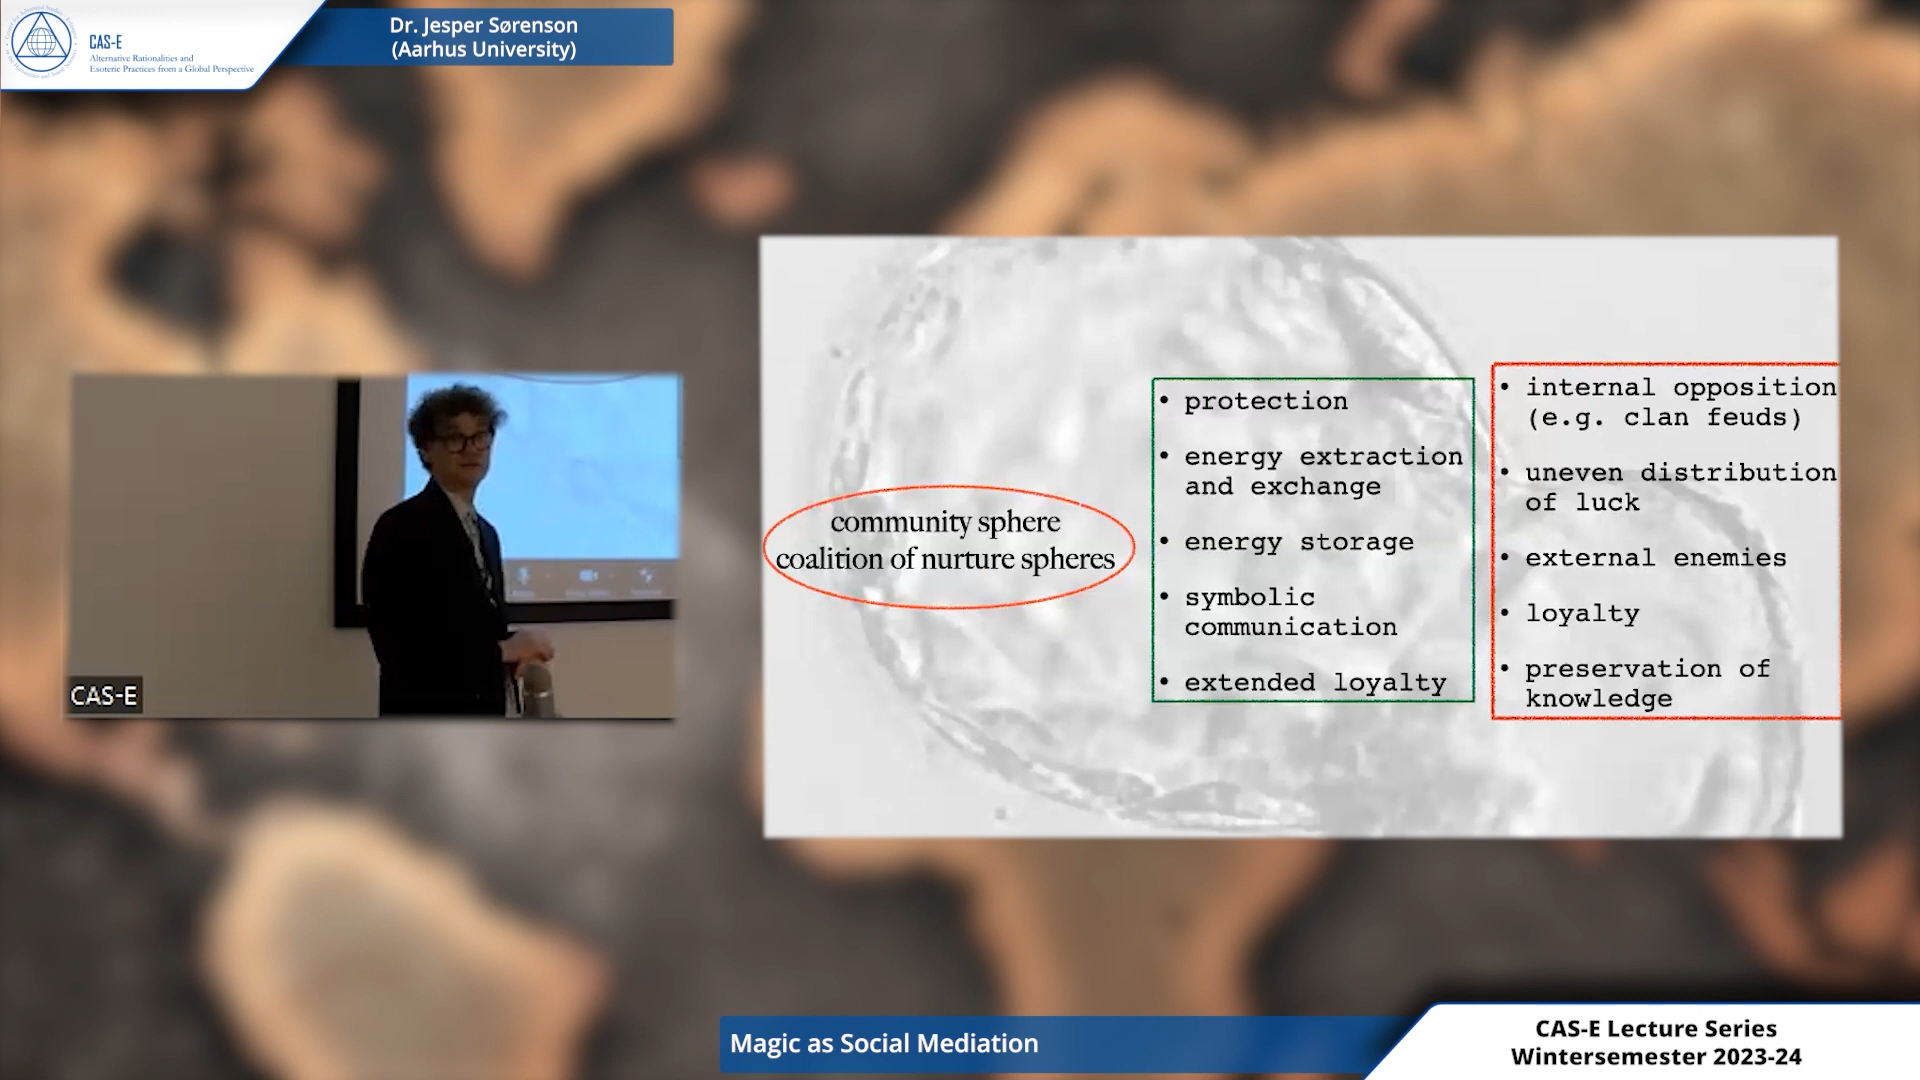 CAS-E
Alternative Rationalities and
Esoteric Practices from a Global Perspective
Dr. Jesper Sørenson
(Aarhus University)
community sphere
coalition of nurture spheres
• protection
• energy extraction
and exchange
• energy storage
• symbolic
communication
• extended loyalty
• internal opposition
(e.g. clan feuds)
• uneven distribution
of luck
• external enemies
• loyalty
• preservation of
knowledge
CAS-E
Magic as Social Mediation
CAS-E Lecture Series
Wintersemester 2023-24